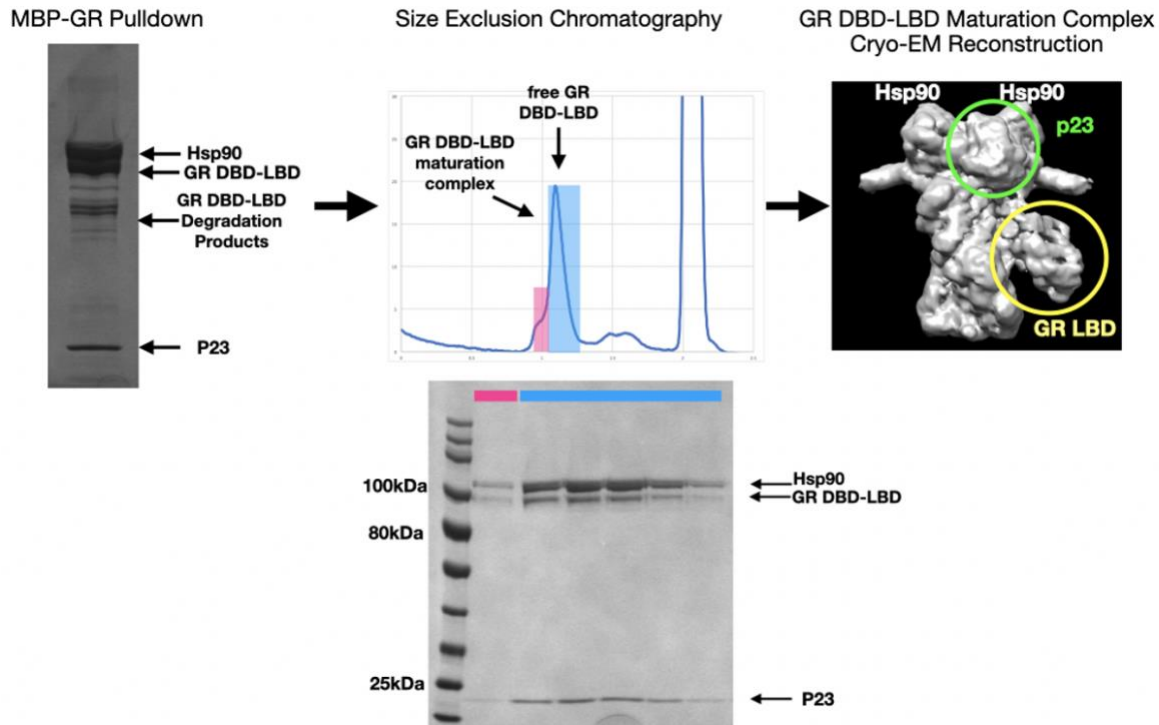 MBP-GR Pulldown
Hsp90
GR DBD-LBD
GR DBD-LBD
Degradation
Products
P23
Size Exclusion Chromatography
free GR
DBD-LBD
GR DBD-LBD
maturation
complex
GR DBD-LBD Maturation Complex
Cryo-EM Reconstruction
Hsp90 Hsp90
p23
GR LBD
100kDa
80kDa
25kDa
Hsp90
GR DBD-LBD
P23